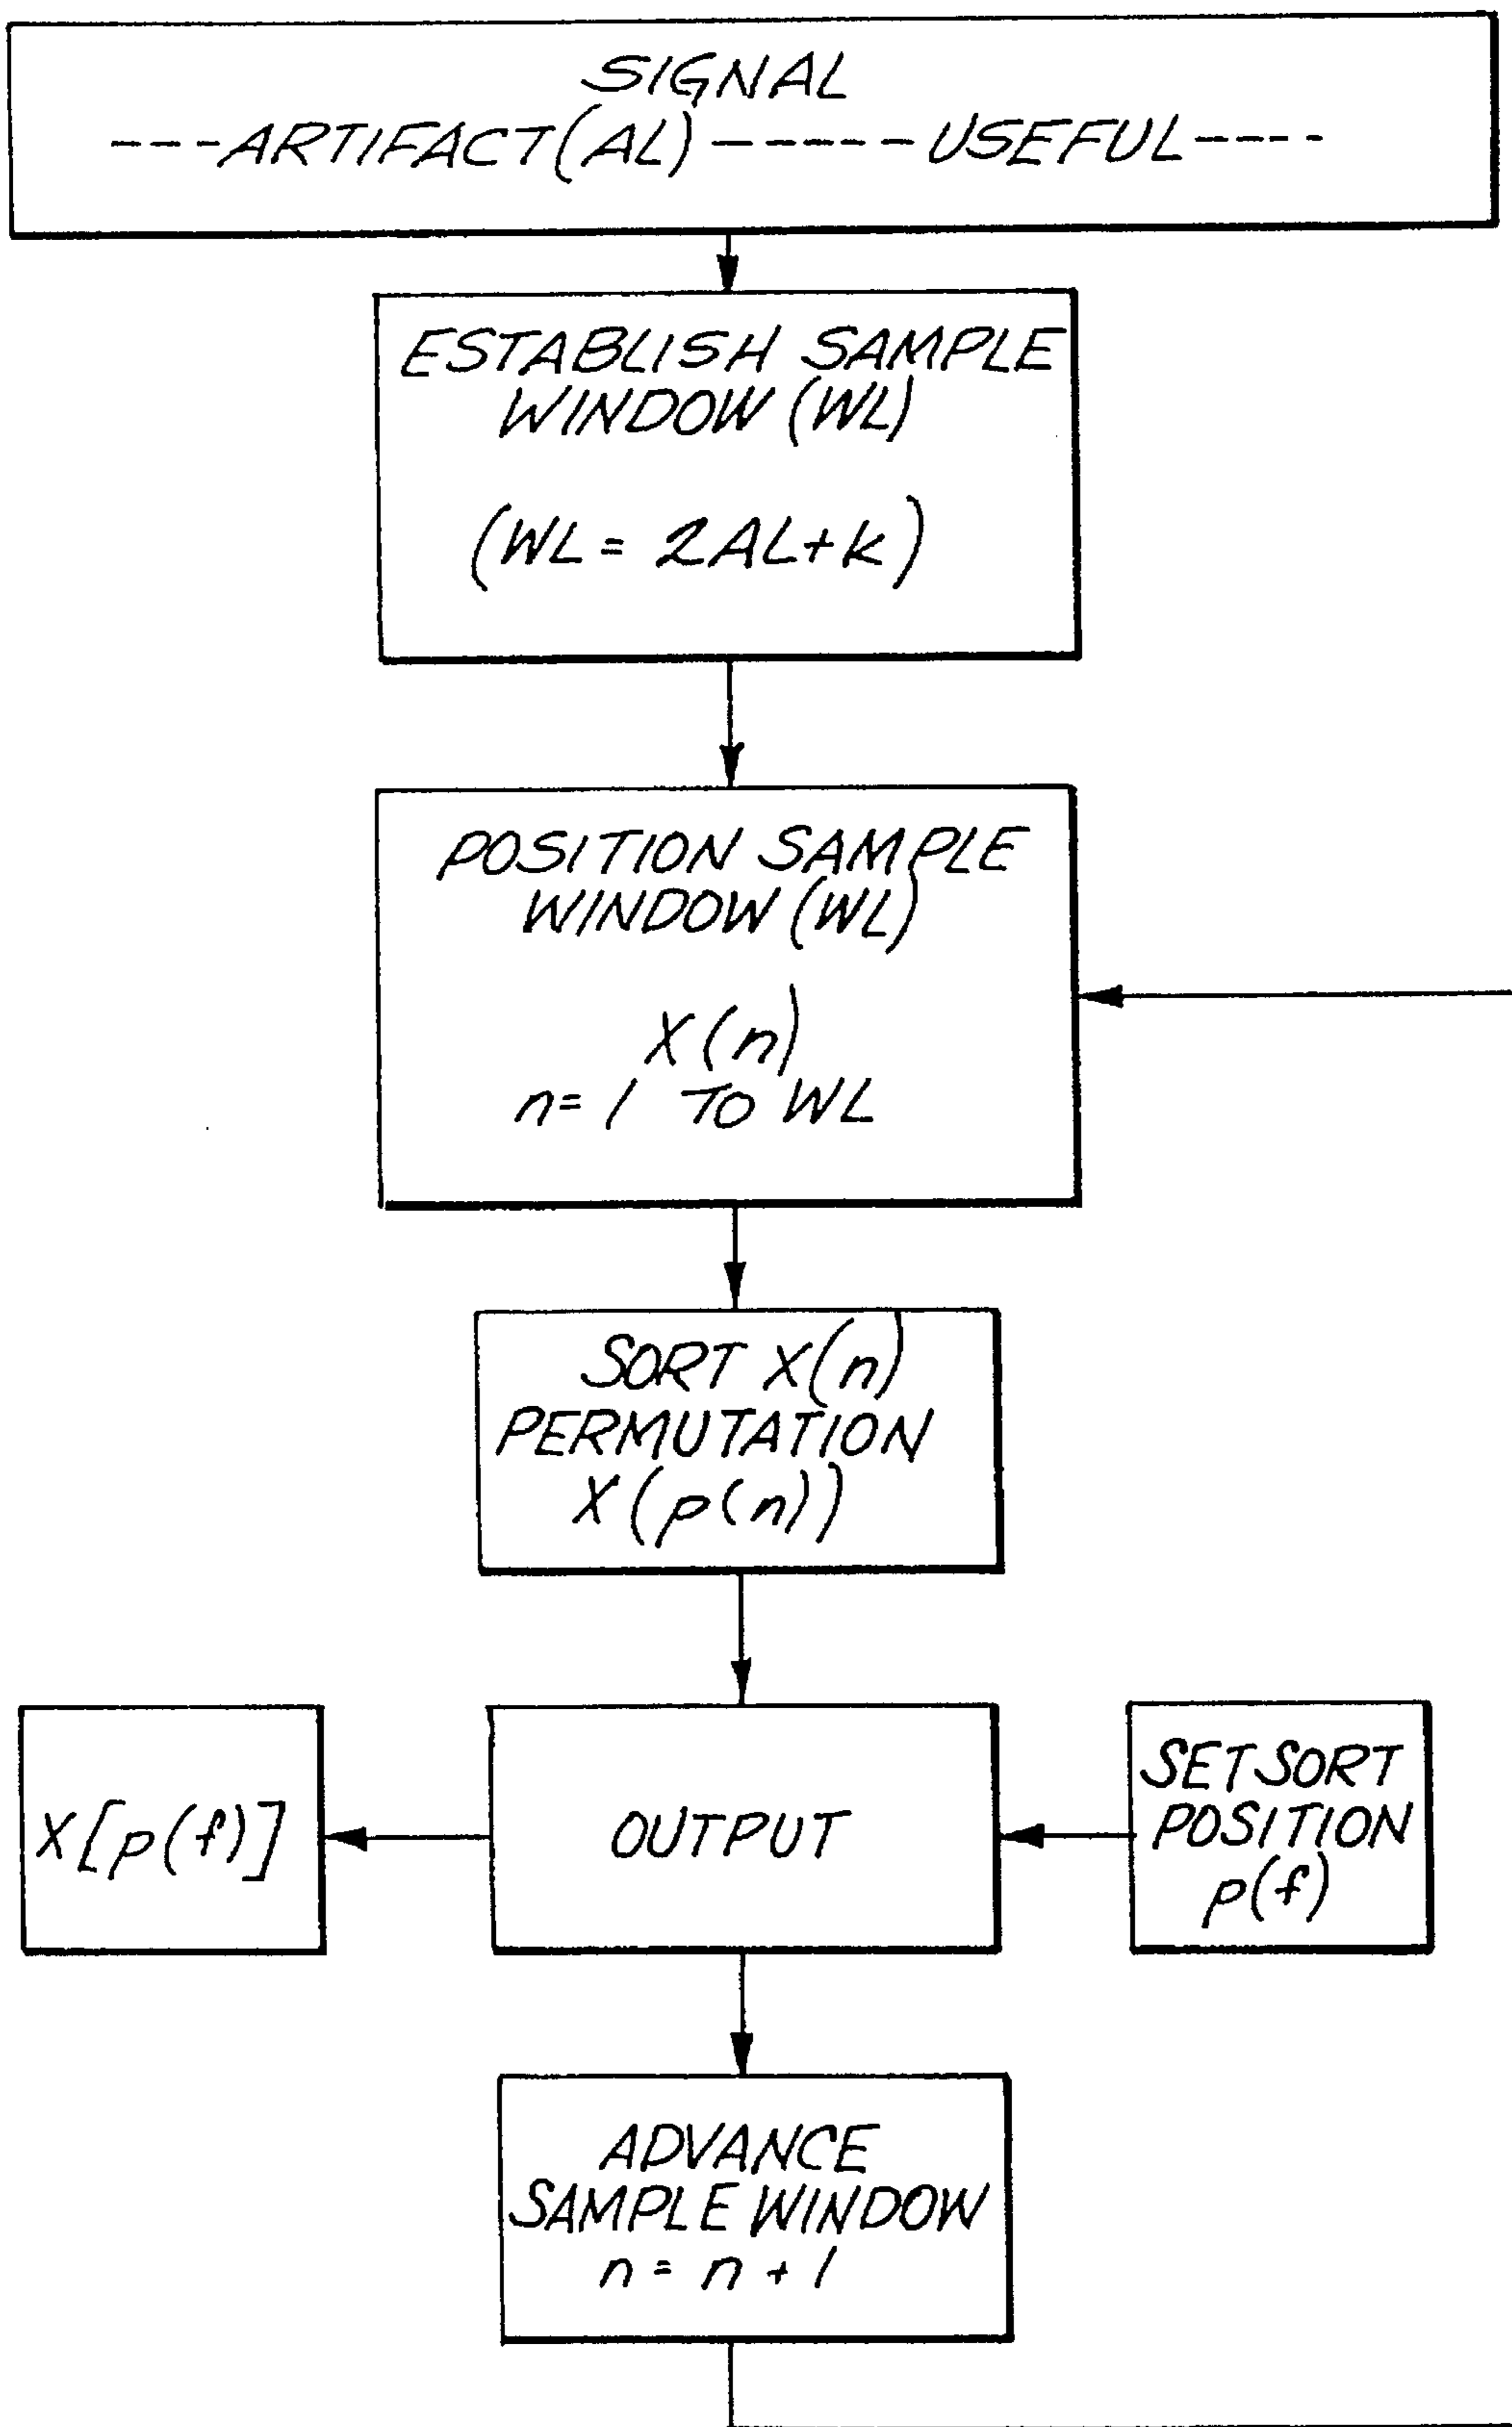 SIGNAL
---ARTIFACT(AL)------USEFUL----
ESTABLISH SAMPLE
WINDOW (WL)
(WL = 2AL+k)
POSITION SAMPLE
WINDOW (WL)
X(n)
n=1 TO WL
SORT X(n)
PERMUTATION
X(p(n))
X[p(f)]
OUTPUT
SET SORT
POSITION
p(f)
ADVANCE
SAMPLE WINDOW
n = n + 1